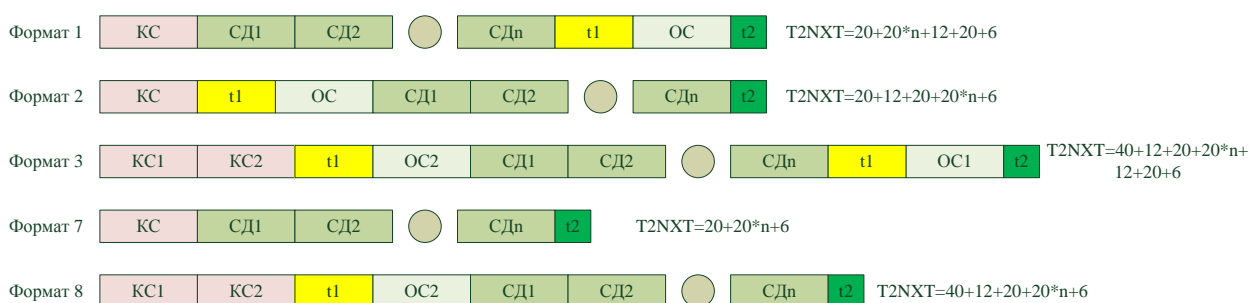 Формат 1 КС СД1 СД2 СДn t1 ОС t2 T2NXT=20+20*n+12+20+6
Формат 2 КС t1 ОС СД1 СД2 СДn t2 T2NXT=20+12+20+20*n+6
Формат 3 КС1 КС2 t1 ОС2 СД1 СД2 СДn t1 ОС1 t2 T2NXT=40+12+20+20*n+
12+20+6
Формат 7 КС СД1 СД2 СДn t2 T2NXT=20+20*n+6
Формат 8 КС1 КС2 t1 ОС2 СД1 СД2 СДn t2 T2NXT=40+12+20+20*n+6